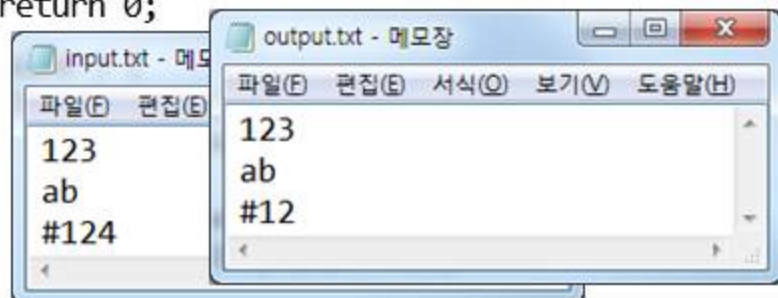 return 0;
input.txt - 메모
파일(F) 편집(E)
123
ab
#124
output.txt - 메모장
파일(F) 편집(E) 서식(O) 보기(V) 도움말(H)
123
ab
#12